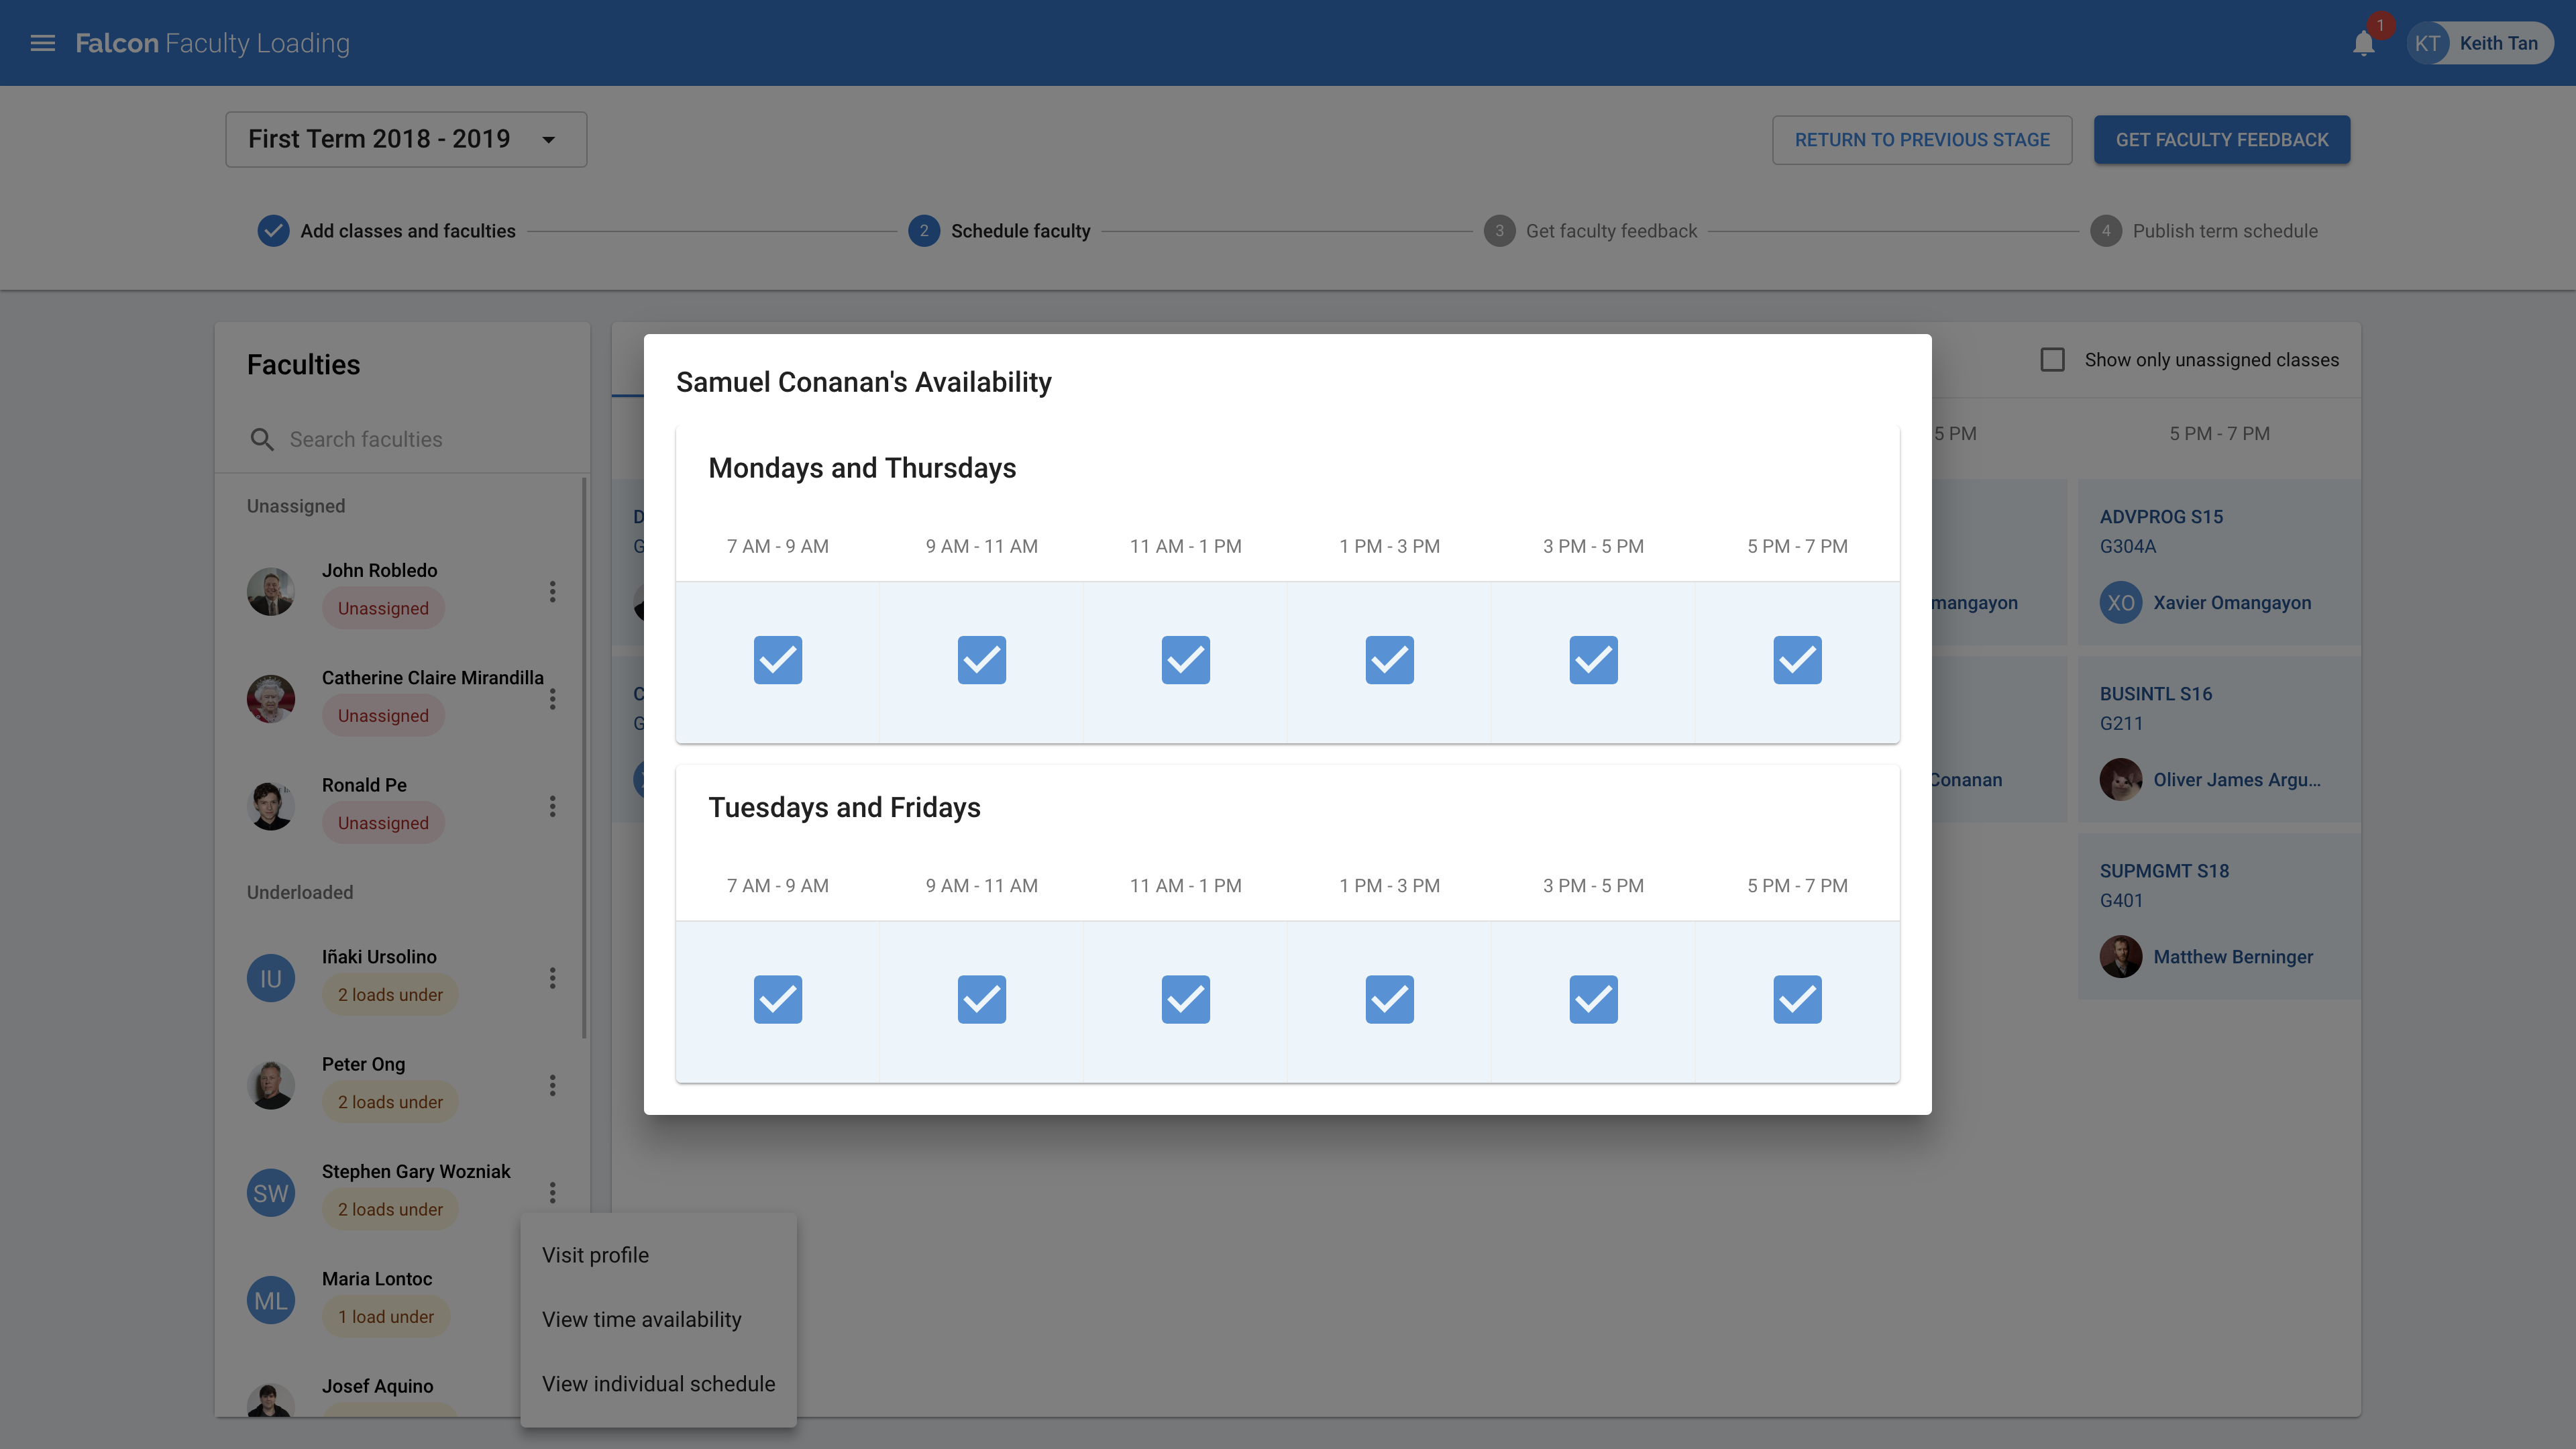 Falcon Faculty Loading
1
KT Keith Tan
First Term 2018 - 2019
RETURN TO PREVIOUS STAGE
GET FACULTY FEEDBACK
Add classes and faculties
2 Schedule faculty
3 Get faculty feedback
4 Publish term schedule
Faculties
Search faculties
Unassigned
John Robledo
Unassigned
Catherine Claire Mirandilla
Unassigned
Ronald Pe
Unassigned
Underloaded
IU Iñaki Ursolino
2 loads under
Peter Ong
2 loads under
SW Stephen Gary Wozniak
2 loads under
ML Maria Lontoc
1 load under
Josef Aquino
Visit profile
View time availability
View individual schedule
Samuel Conanan's Availability
Mondays and Thursdays
7 AM - 9 AM 9 AM - 11 AM 11 AM - 1 PM 1 PM - 3 PM 3 PM - 5 PM 5 PM - 7 PM
Tuesdays and Fridays
7 AM - 9 AM 9 AM - 11 AM 11 AM - 1 PM 1 PM - 3 PM 3 PM - 5 PM 5 PM - 7 PM
Show only unassigned classes
5 PM 5 PM - 7 PM
D
G
C
G
mangayon
Conanan
ADVPROG S15
G304A
XO Xavier Omangayon
BUSINTL S16
G211
Oliver James Argu...
SUPMGMT S18
G401
Matthew Berninger